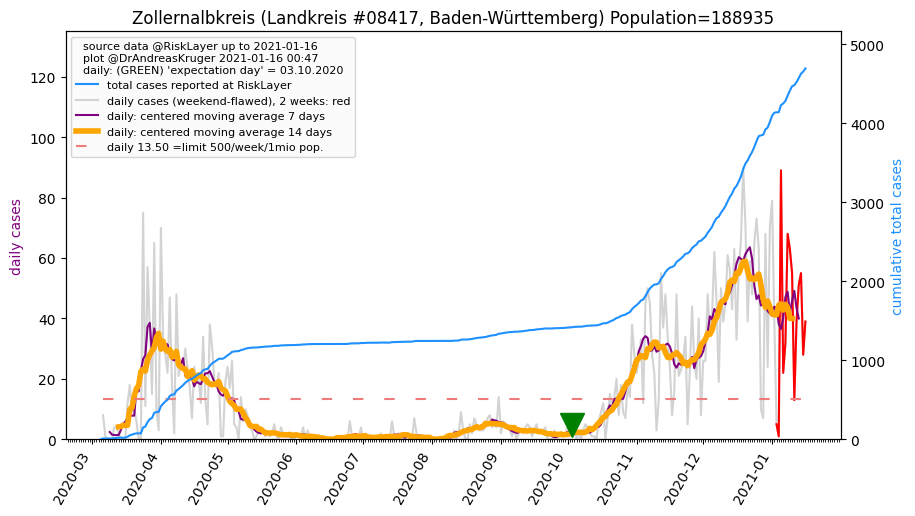 Zollernalbkreis (Landkreis #08417, Baden-Württemberg) Population=188935
source data @RiskLayer up to 2021-01-16
plot @DrAndreasKruger 2021-01-16 00:47
daily: (GREEN) 'expectation day' = 03.10.2020
total cases reported at RiskLayer
daily cases (weekend-flawed), 2 weeks: red
daily: centered moving average 7 days
daily: centered moving average 14 days
daily 13.50 =limit 500/week/1mio pop.
daily cases
120
100
80
60
40
20
0
cumulative total cases
5000
4000
3000
2000
1000
0
2020-03
2020-04
2020-05
2020-06
2020-07
2020-08
2020-09
2020-10
2020-11
2020-12
2021-01